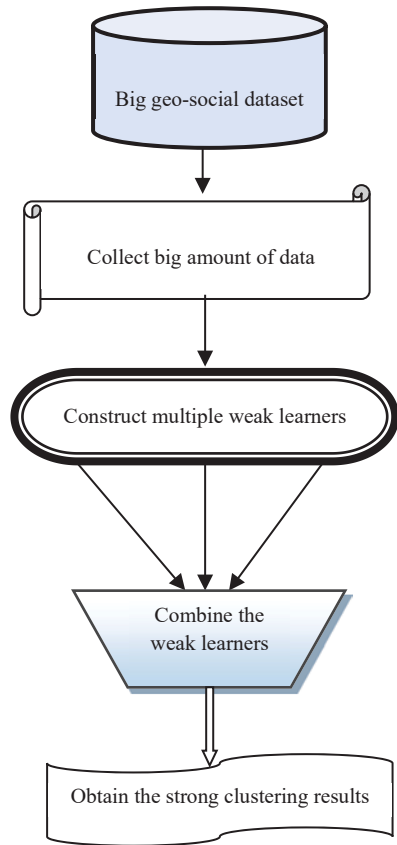 Big geo-social dataset
Collect big amount of data
Construct multiple weak learners
Combine the
weak learners
Obtain the strong clustering results